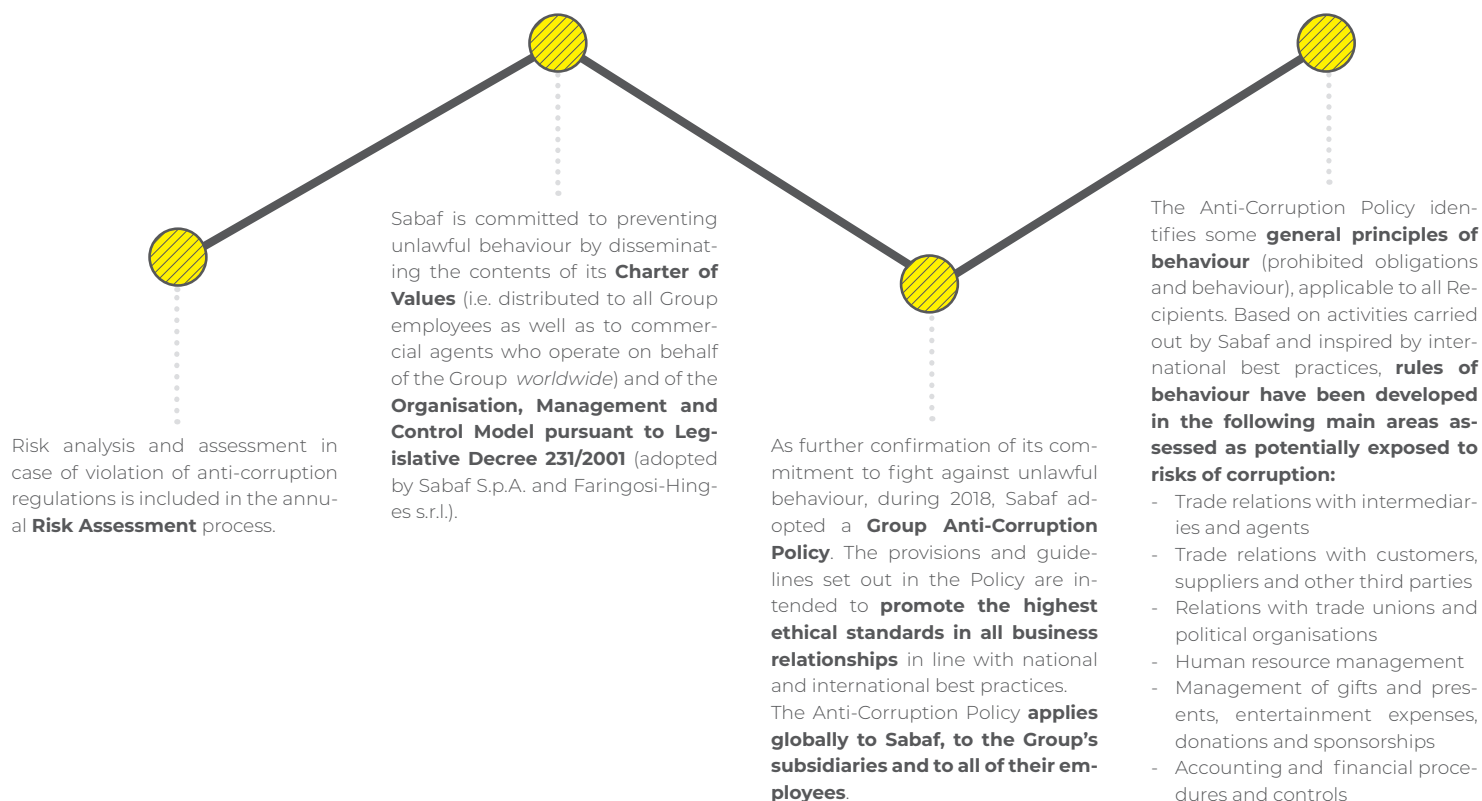 Risk analysis and assessment in
case of violation of anti-corruption
regulations is included in the annu-
al Risk Assessment process.
Sabaf is committed to preventing
unlawful behaviour by disseminat-
ing the contents of its Charter of
Values (i.e. distributed to all Group
employees as well as to commer-
cial agents who operate on behalf
of the Group worldwide) and of the
Organisation, Management and
Control Model pursuant to Leg-
islative Decree 231/2001 (adopted
by Sabaf S.p.A. and Faringosi-Hing-
es s.r.l.).
As further confirmation of its com-
mitment to fight against unlawful
behaviour, during 2018, Sabaf ad-
opted a Group Anti-Corruption
Policy. The provisions and guide-
lines set out in the Policy are in-
tended to promote the highest
ethical standards in all business
relationships in line with national
and international best practices.
The Anti-Corruption Policy applies
globally to Sabaf, to the Group's
subsidiaries and to all of their em-
ployees.
The Anti-Corruption Policy iden-
tifies some general principles of
behaviour (prohibited obligations
and behaviour), applicable to all Re-
cipients. Based on activities carried
out by Sabaf and inspired by inter-
national best practices, rules of
behaviour have been developed
in the following main areas as-
sessed as potentially exposed to
risks of corruption:
- Trade relations with intermediar-
ies and agents
- Trade relations with customers,
suppliers and other third parties
- Relations with trade unions and
political organisations
- Human resource management
- Management of gifts and pres-
ents, entertainment expenses,
donations and sponsorships
- Accounting and financial proce-
dures and controls